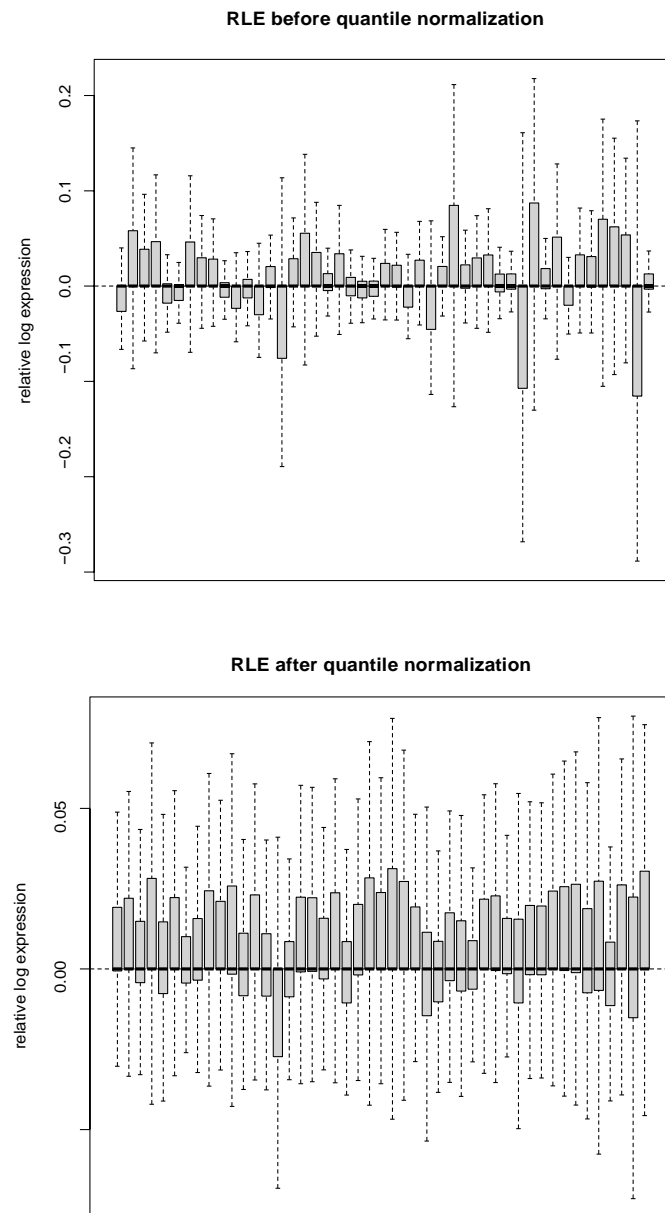 RLE before quantile normalization
relative log expression
0.2
0.1
0.0
−0.1
−0.2
−0.3
RLE after quantile normalization
relative log expression
0.05
0.00